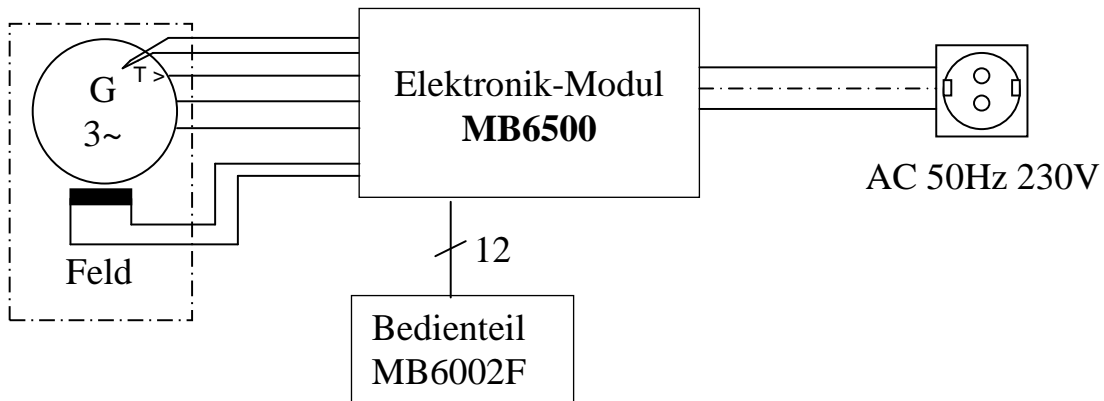 T >
G
3~
Feld
Elektronik-Modul
MB6500
AC 50Hz 230V
12
Bedienteil
MB6002F